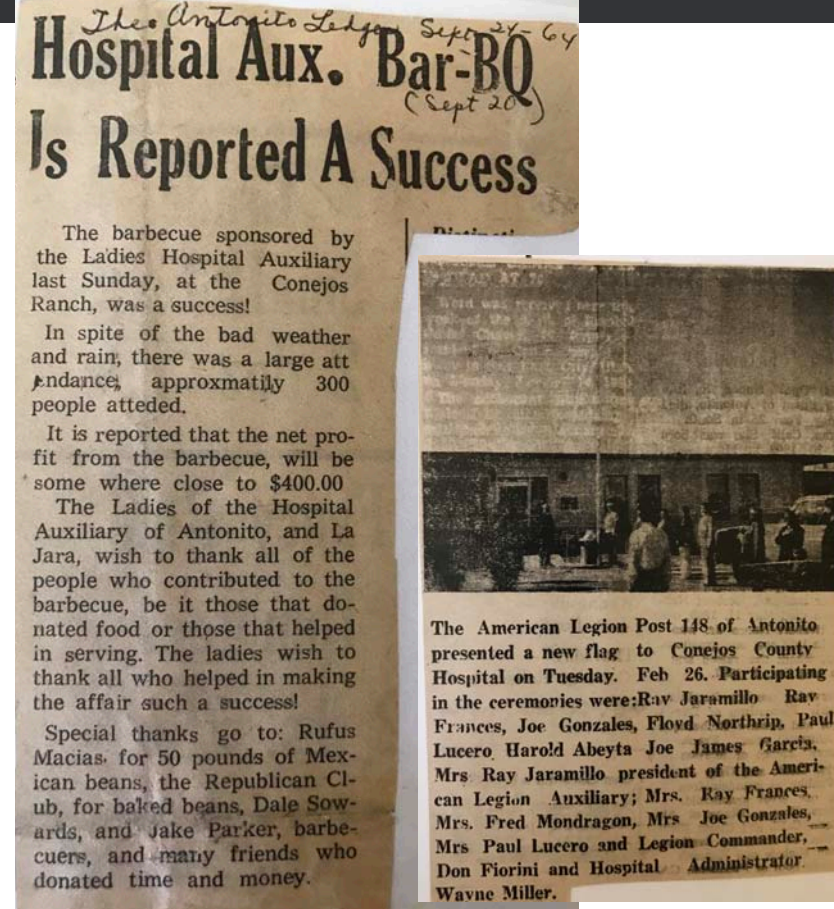 The Antonito Ledger Sept 24-64
Hospital Aux. Bar-BQ
(Sept 20)
Is Reported A Success
The barbecue sponsored by
the Ladies Hospital Auxiliary
last Sunday, at the Conejos
Ranch, was a success!
In spite of the bad weather
and rain, there was a large att
endance, approxmatily 300
people atteded.
It is reported that the net pro-
fit from the barbecue, will be
some where close to $400.00
The Ladies of the Hospital
Auxiliary of Antonito, and La
Jara, wish to thank all of the
people who contributed to the
barbecue, be it those that do-
nated food or those that helped
in serving. The ladies wish to
thank all who helped in making
the affair such a success!
Special thanks go to: Rufus
Macias, for 50 pounds of Mex-
ican beans, the Republican Cl-
ub, for baked beans, Dale Sow-
ards, and Jake Parker, barbe-
cuers, and many friends who
donated time and money.
The American Legion Post 148 of Antonito
presented a new flag to Conejos County
Hospital on Tuesday. Feb 26. Participating
in the ceremonies were: Ray Jaramillo Ray
Frances, Joe Gonzales, Floyd Northrip, Paul
Lucero, Harold Abeyta Joe James Garcia,
Mrs Ray Jaramillo president of the Ameri-
can Legion Auxiliary; Mrs. Ray Frances,
Mrs. Fred Mondragon, Mrs Joe Gonzales,
Mrs Paul Lucero and Legion Commander,
Don Fiorini and Hospital Administrator
Wayne Miller.